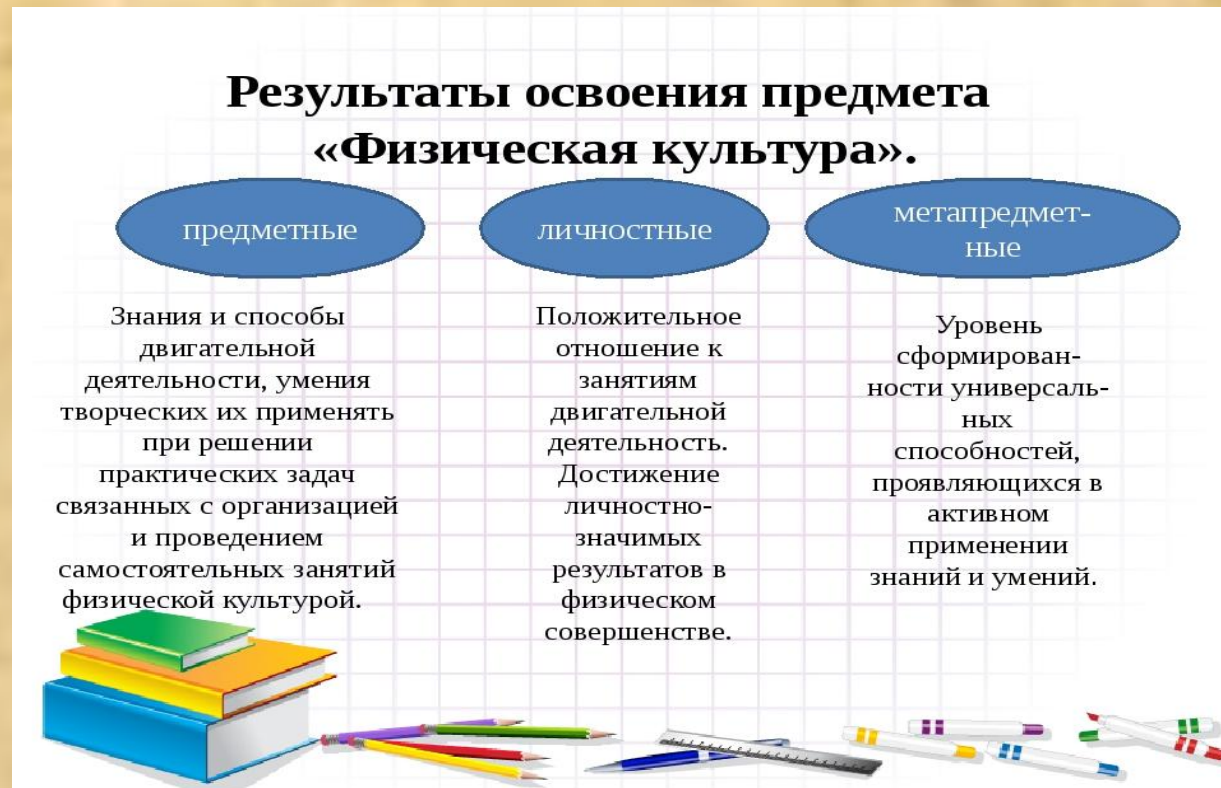 Результаты освоения предмета
«Физическая культура».
предметные
Знания и способы
двигательной
деятельности, умения
творческих их применять
при решении
практических задач
связанных с организацией
и проведением
самостоятельных занятий
физической культурой.
личностные
Положительное
отношение к
занятиям
двигательной
деятельность.
Достижение
личностно-
значимых
результатов в
физическом
совершенстве.
метапредмет-
ные
Уровень
сформирован-
ности универсаль-
ных
способностей,
проявляющихся в
активном
применении
знаний и умений.